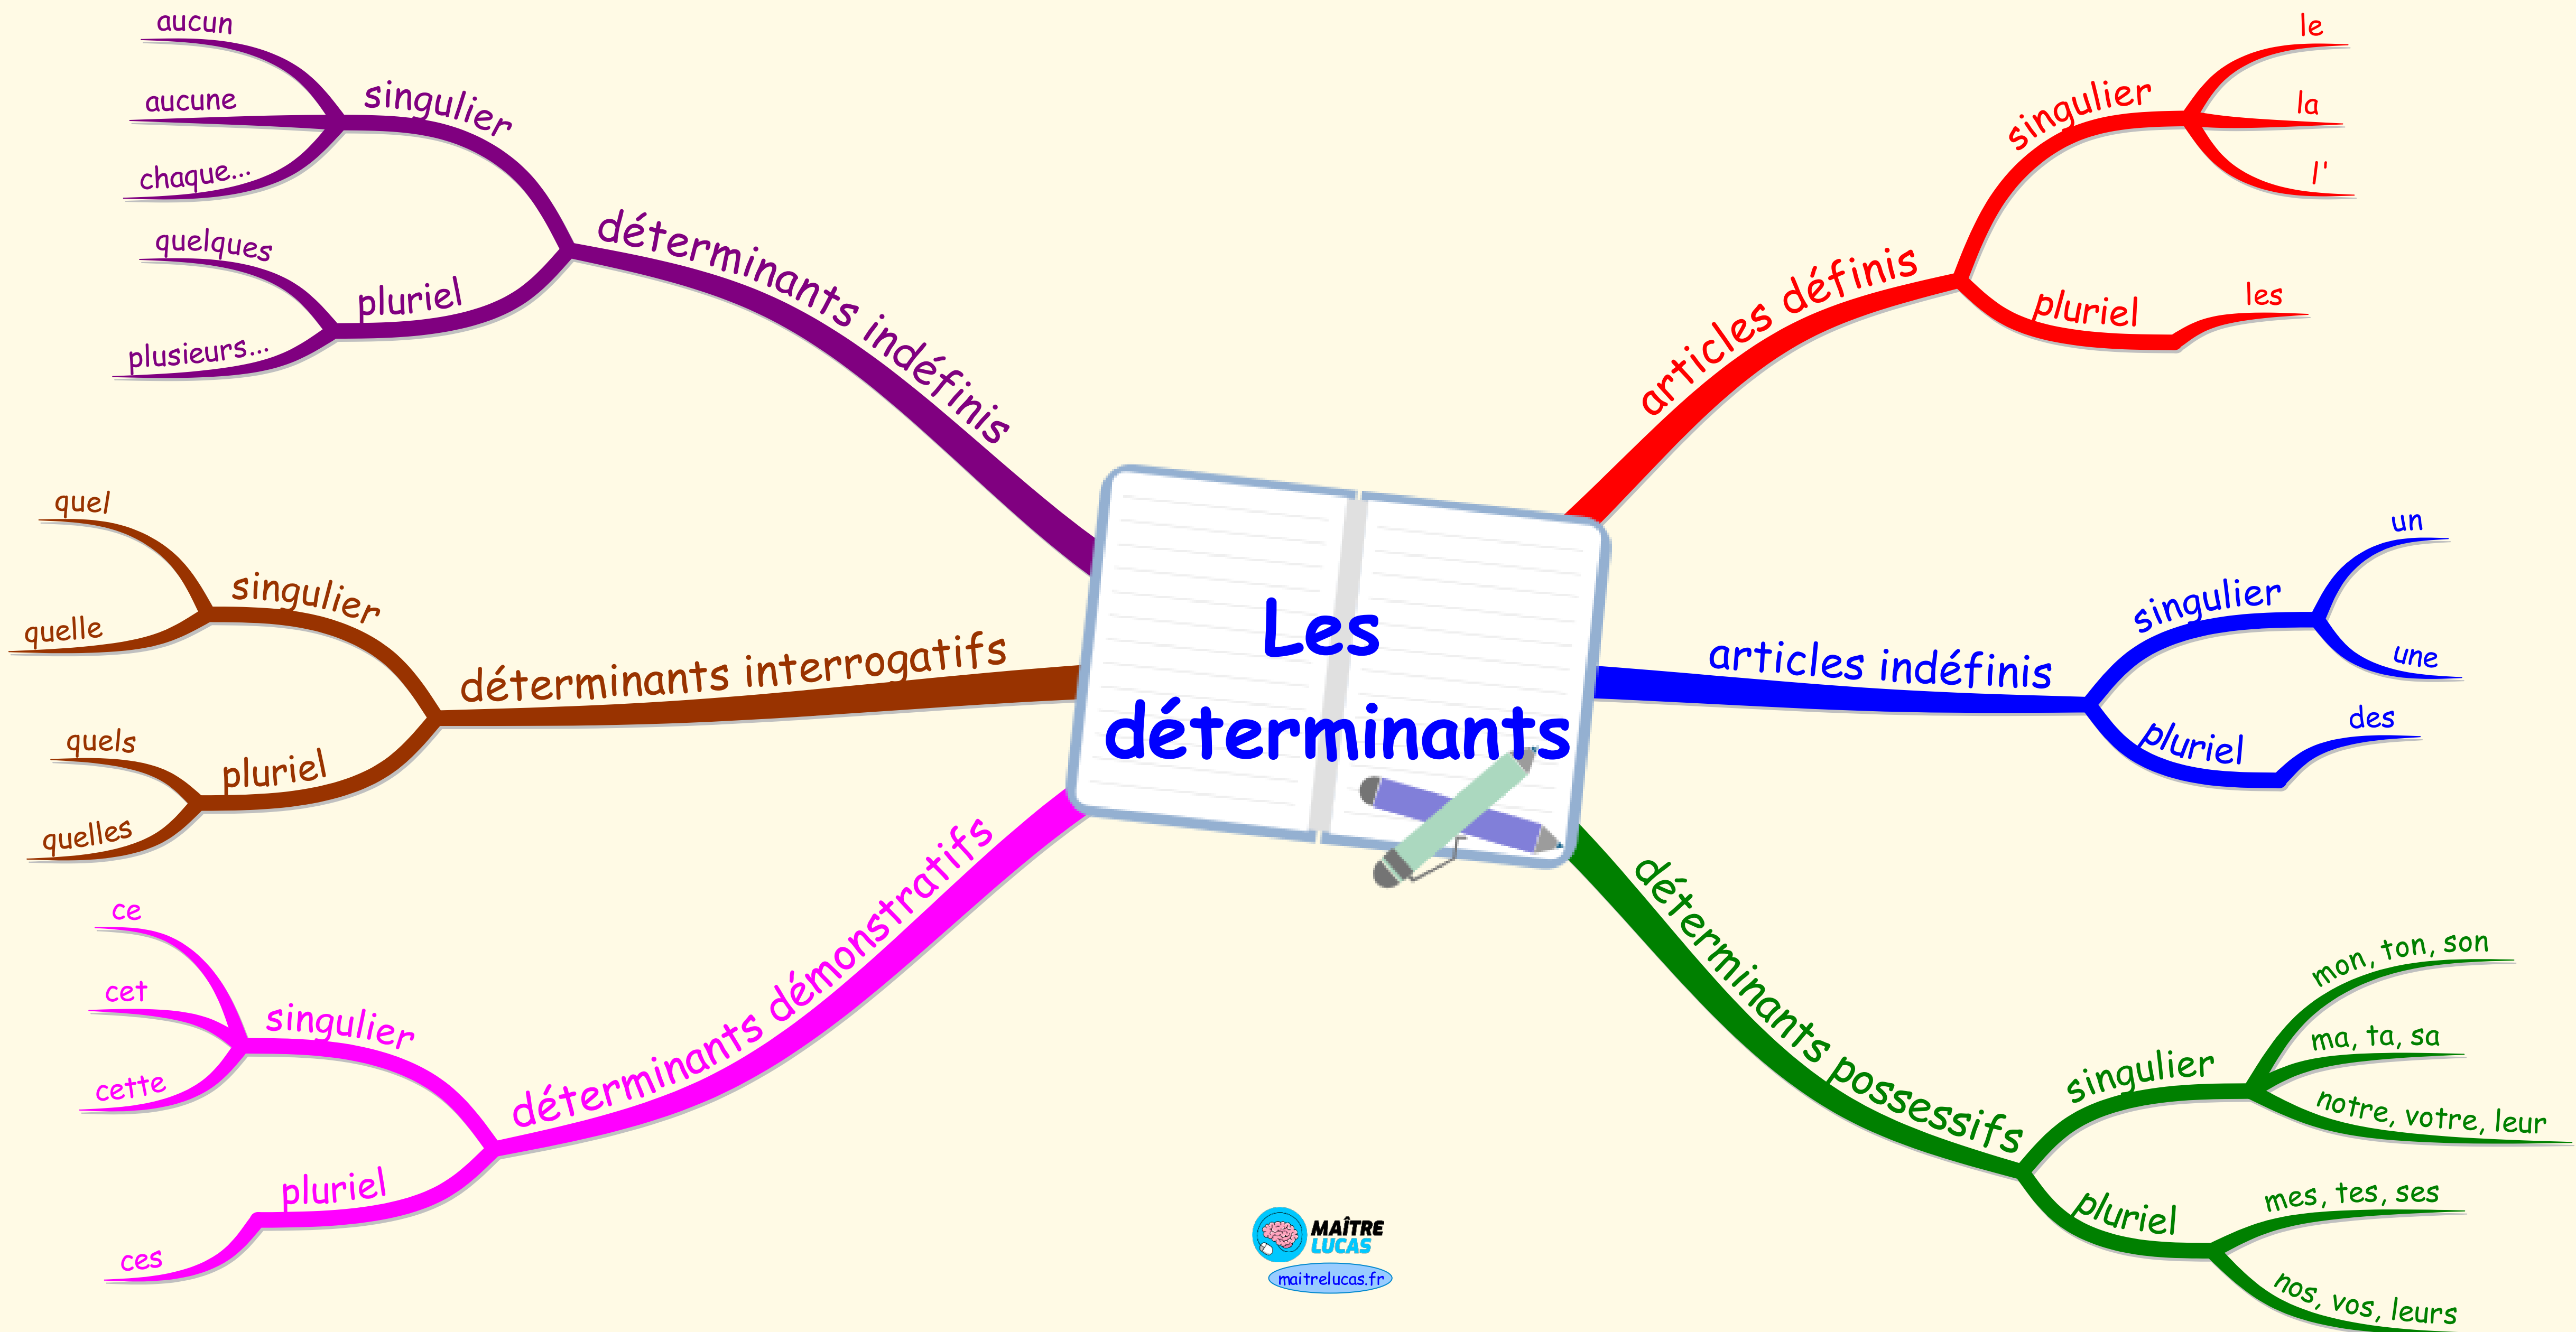 Les
déterminants
articles définis
singulier
le
la
l'
pluriel
les
articles indéfinis
singulier
un
une
pluriel
des
déterminants possessifs
singulier
mon, ton, son
ma, ta, sa
notre, votre, leur
pluriel
mes, tes, ses
nos, vos, leurs
déterminants démonstratifs
singulier
ce
cet
cette
pluriel
ces
déterminants interrogatifs
singulier
quel
quelle
pluriel
quels
quelles
déterminants indéfinis
singulier
aucun
aucune
chaque...
pluriel
quelques
plusieurs...
MAÎTRE
LUCAS
maitrelucas.fr